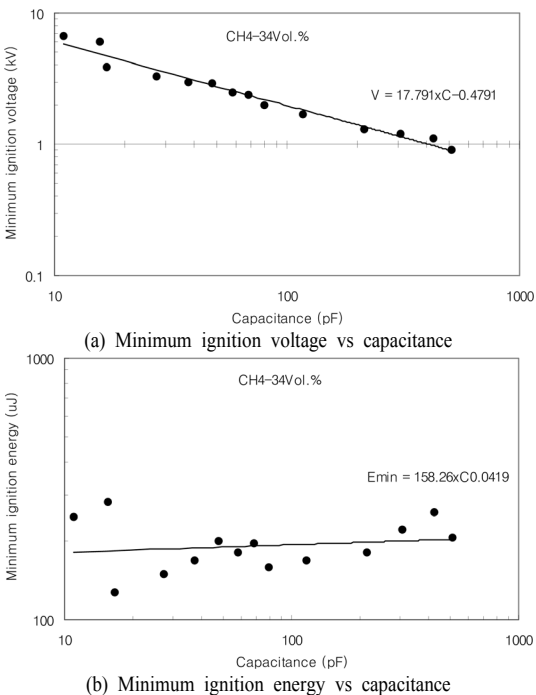 10
CH4-34Vol.%
V = 17.791xC-0.4791
1
0.1
10
100
1000
Minimum ignition voltage (kV)
Capacitance (pF)
(a) Minimum ignition voltage vs capacitance
1000
CH4-34Vol.%
Emin = 158.26xC0.0419
100
10
100
1000
Minimum ignition energy (uJ)
Capacitance (pF)
(b) Minimum ignition energy vs capacitance